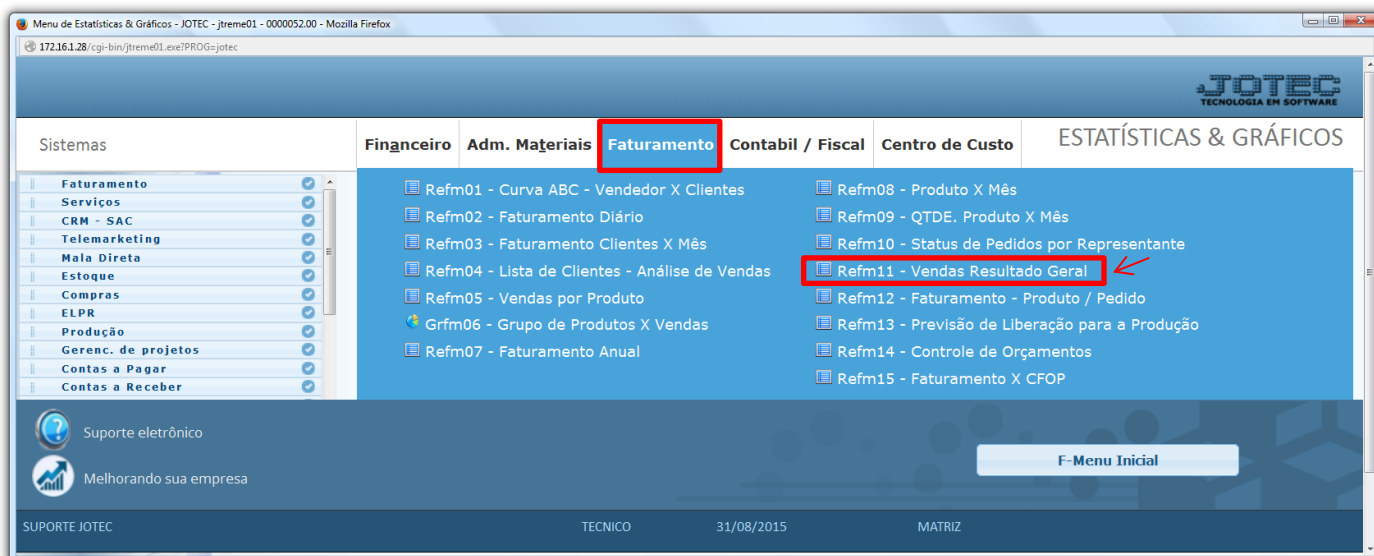 Menu de Estatísticas & Gráficos - JOTEC - jtreme01 - 0000052.00 - Mozilla Firefox
172.16.1.28/cgi-bin/jtreme01.exe?PROG=jotec
JOTEC
TECNOLOGIA EM SOFTWARE
Sistemas
Financeiro Adm. Materiais Faturamento Contabil / Fiscal Centro de Custo
ESTATÍSTICAS & GRÁFICOS
Faturamento
Serviços
CRM - SAC
Telemarketing
Mala Direta
Estoque
Compras
ELPR
Produção
Gerenc. de projetos
Contas a Pagar
Contas a Receber
Refm01 - Curva ABC - Vendedor X Clientes
Refm02 - Faturamento Diário
Refm03 - Faturamento Clientes X Mês
Refm04 - Lista de Clientes - Análise de Vendas
Refm05 - Vendas por Produto
Grfm06 - Grupo de Produtos X Vendas
Refm07 - Faturamento Anual
Refm08 - Produto X Mês
Refm09 - QTDE. Produto X Mês
Refm10 - Status de Pedidos por Representante
Refm11 - Vendas Resultado Geral
Refm12 - Faturamento - Produto / Pedido
Refm13 - Previsão de Liberação para a Produção
Refm14 - Controle de Orçamentos
Refm15 - Faturamento X CFOP
Suporte eletrônico
Melhorando sua empresa
F-Menu Inicial
SUPORTE JOTEC TECNICO 31/08/2015 MATRIZ